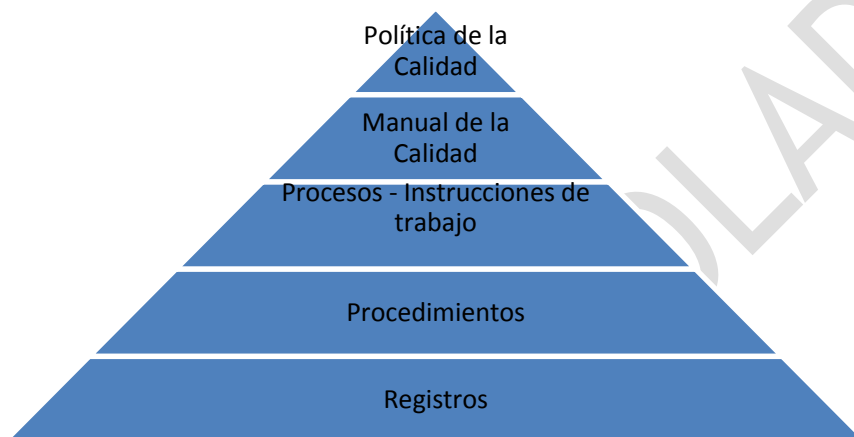 Política de la
Calidad
Manual de la
Calidad
Procesos - Instrucciones de
trabajo
Procedimientos
Registros